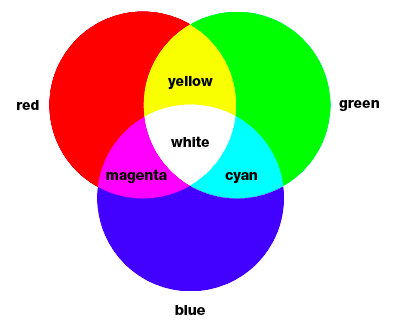 yellow
red
green
white
magenta
cyan
blue